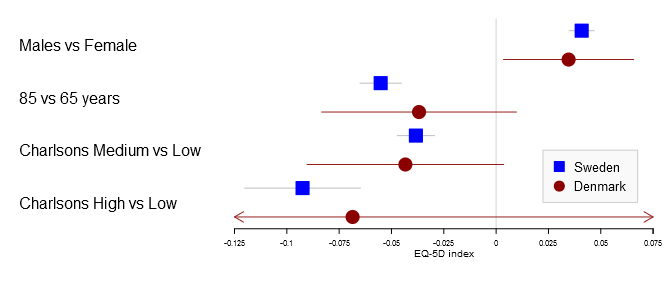 Males vs Female
85 vs 65 years
Charlsons Medium vs Low
Charlsons High vs Low
Sweden
Denmark
-0.125 -0.1 -0.075 -0.05 -0.025 0 0.025 0.05 0.075
EQ-5D index